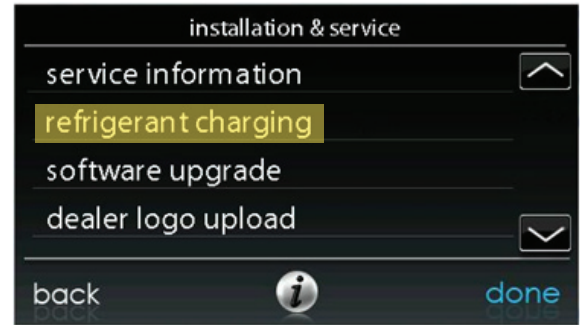 installation & service
service information
refrigerant charging
software upgrade
dealer logo upload
back i done